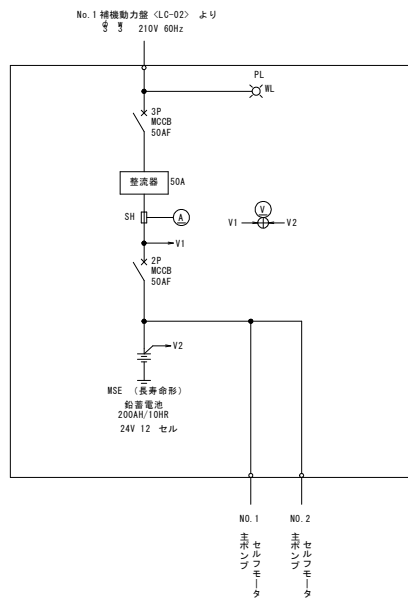 No.1 補機動力盤 <LC-02> より
3φ 3W 210V 60Hz
PL
WL
3P
MCCB
50AF
整流器 50A
SH A
V
V1 V2
V1
2P
MCCB
50AF
V2
MSE (長寿命形)
鉛蓄電池
200AH/10HR
24V 12 セル
NO.1 NO.2
主ポンプ
セルフモータ
主ポンプ
セルフモータ